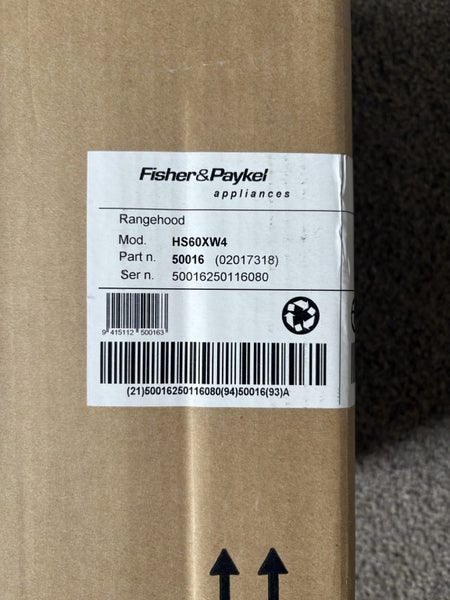 Fisher&Paykel
appliances
Rangehood
Mod. HS60XW4
Part n. 50016 (02017318)
Ser n. 50016250116080
9 415112 500163
(21)50016250116080(94)50016(93)A